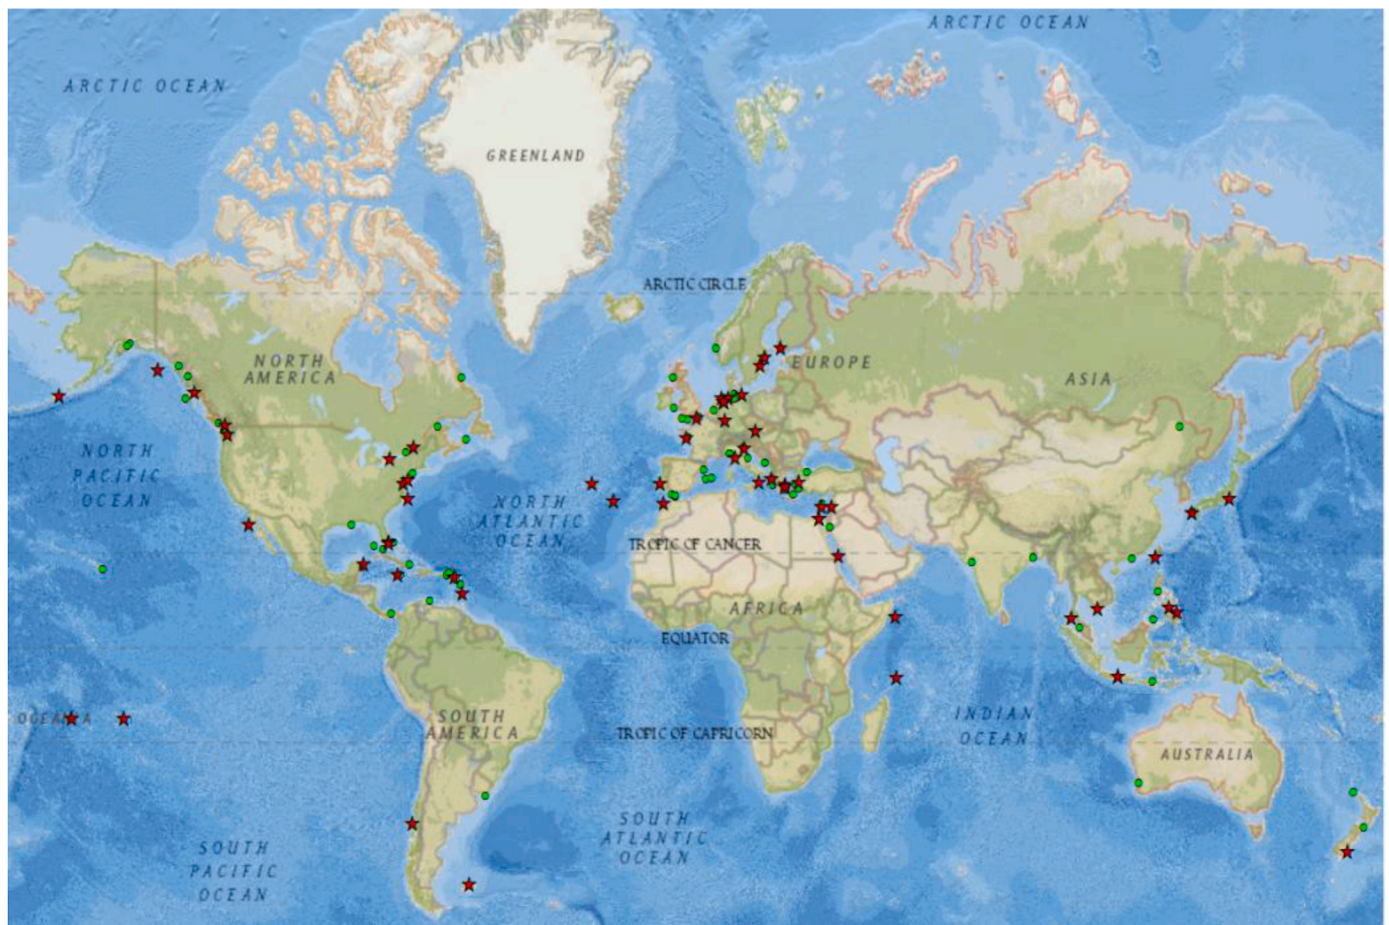 ARCTIC OCEAN
ARCTIC OCEAN
GREENLAND
ARCTIC CIRCLE
NORTH
AMERICA
EUROPE
ASIA
NORTH
PACIFIC
OCEAN
NORTH
ATLANTIC
OCEAN
TROPIC OF CANCER
AFRICA
EQUATOR
OCEANIA
SOUTH
AMERICA
TROPIC OF CAPRICORN
INDIAN
OCEAN
AUSTRALIA
SOUTH
ATLANTIC
OCEAN
SOUTH
PACIFIC
OCEAN